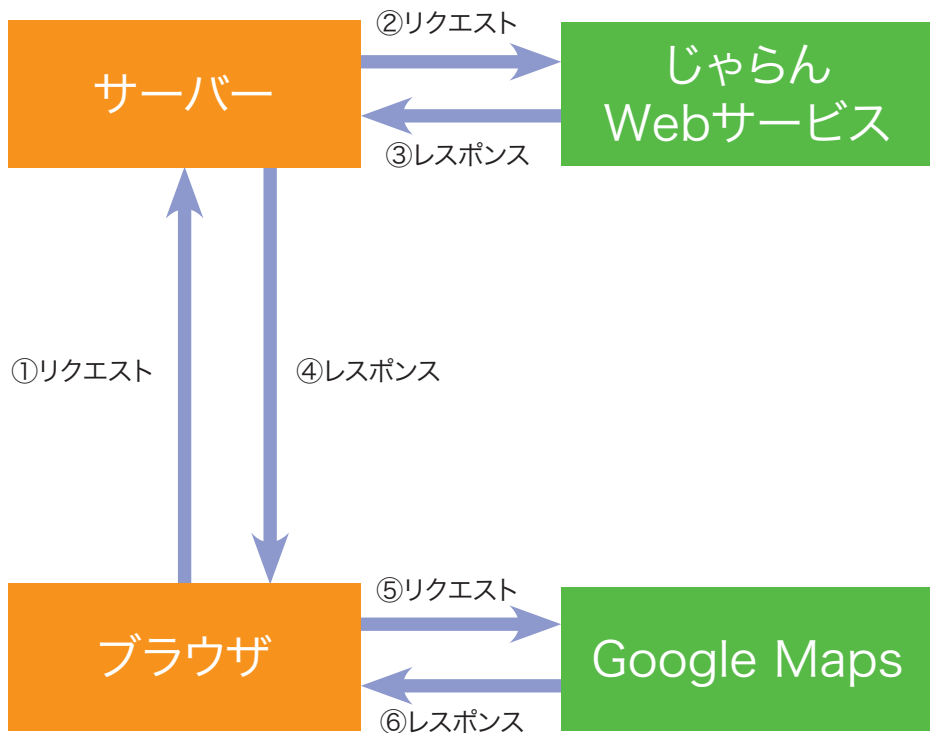 ②リクエスト
サーバー
じゃらん
Webサービス
③レスポンス
①リクエスト
④レスポンス
⑤リクエスト
ブラウザ
Google Maps
⑥レスポンス